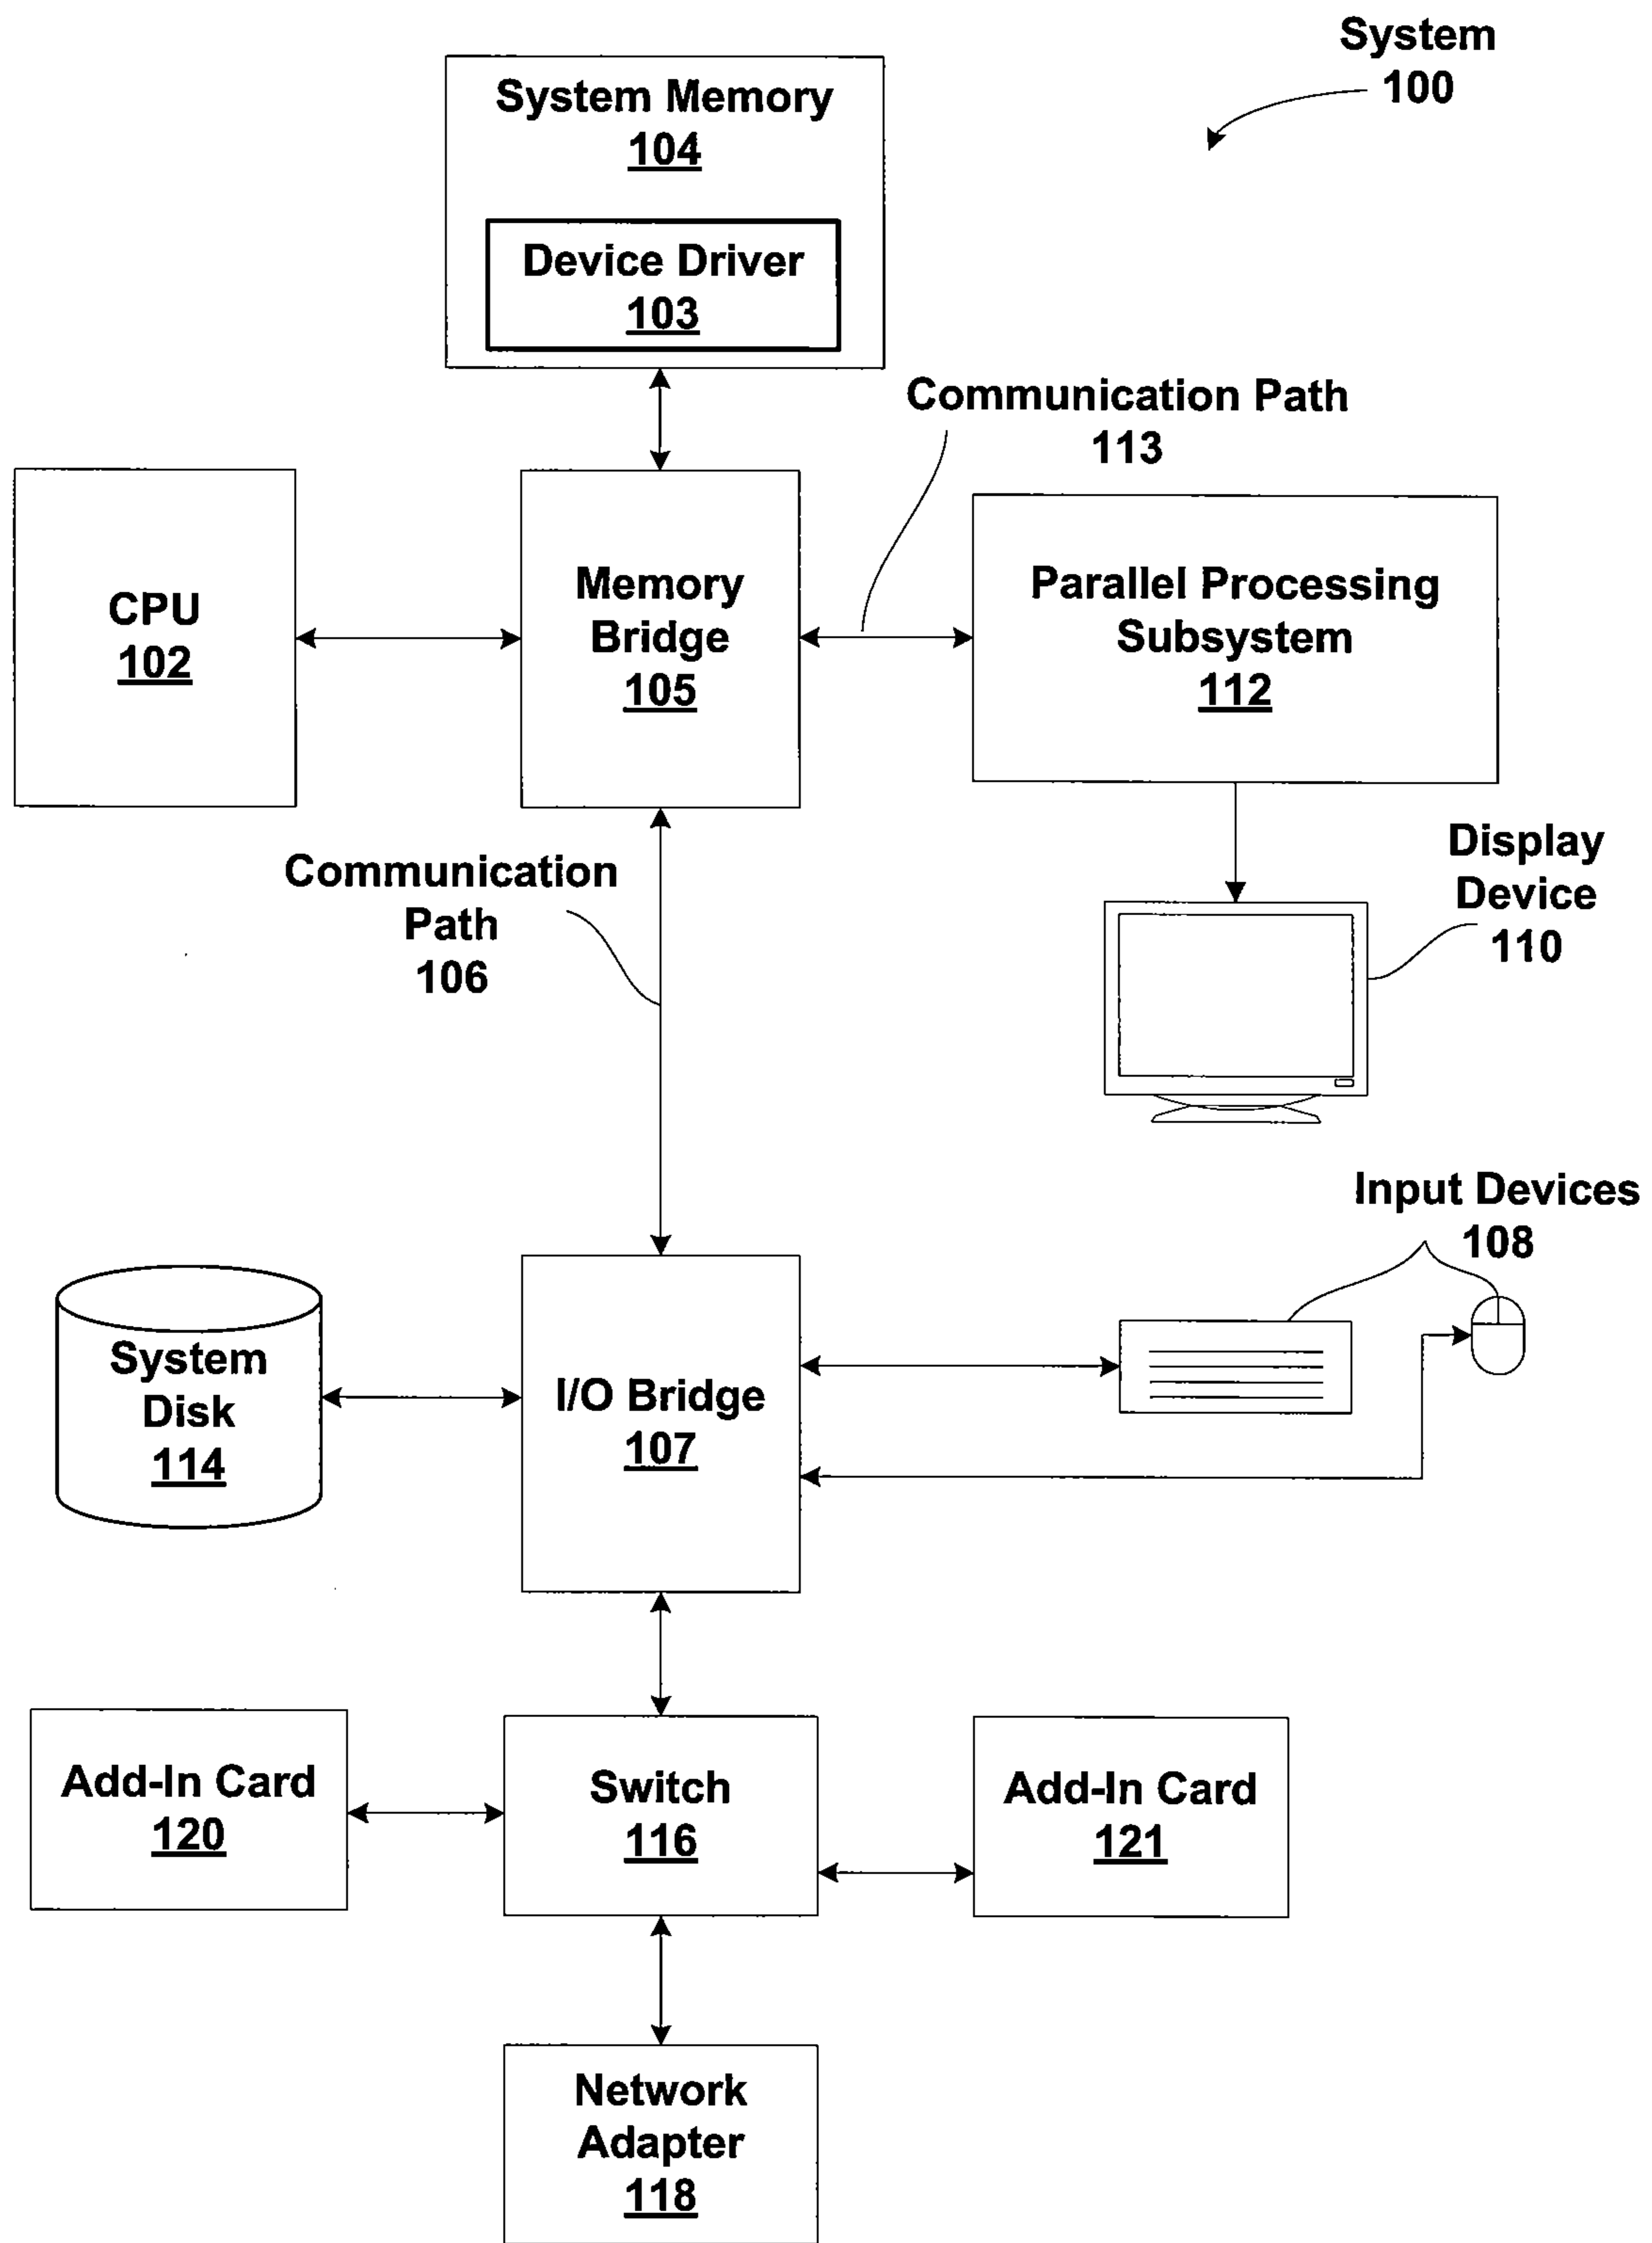 System
100
System Memory
104
Device Driver
103
Communication Path
113
CPU
102
Memory
Bridge
105
Parallel Processing
Subsystem
112
Communication
Path
106
Display
Device
110
Input Devices
108
System
Disk
114
I/O Bridge
107
Add-In Card
120
Switch
116
Add-In Card
121
Network
Adapter
118